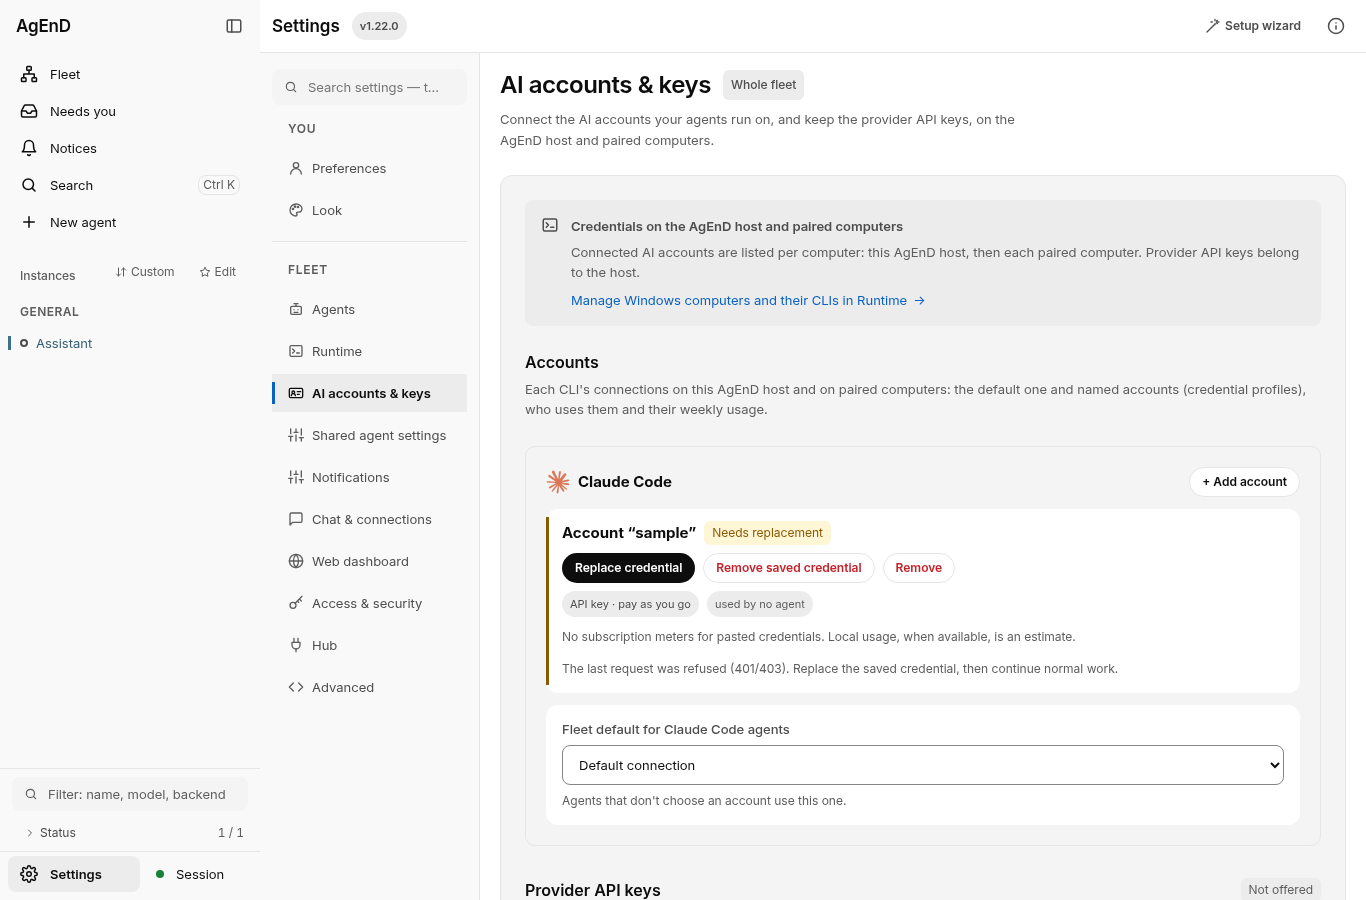 AgEnD
Fleet
Needs you
Notices
Search
Ctrl K
New agent
Instances
Custom
Edit
GENERAL
Assistant
Filter: name, model, backend
Status
1 / 1
Settings
Session
Settings
v1.22.0
Setup wizard
Search settings — t...
YOU
Preferences
Look
FLEET
Agents
Runtime
AI accounts & keys
Shared agent settings
Notifications
Chat & connections
Web dashboard
Access & security
Hub
Advanced
AI accounts & keys
Whole fleet
Connect the AI accounts your agents run on, and keep the provider API keys, on the
AgEnD host and paired computers.
Credentials on the AgEnD host and paired computers
Connected AI accounts are listed per computer: this AgEnD host, then each paired computer. Provider API keys belong
to the host.
Manage Windows computers and their CLIs in Runtime →
Accounts
Each CLI's connections on this AgEnD host and on paired computers: the default one and named accounts (credential profiles),
who uses them and their weekly usage.
Claude Code
+ Add account
Account “sample”
Needs replacement
Replace credential
Remove saved credential
Remove
API key · pay as you go
used by no agent
No subscription meters for pasted credentials. Local usage, when available, is an estimate.
The last request was refused (401/403). Replace the saved credential, then continue normal work.
Fleet default for Claude Code agents
Default connection
Agents that don't choose an account use this one.
Provider API keys
Not offered